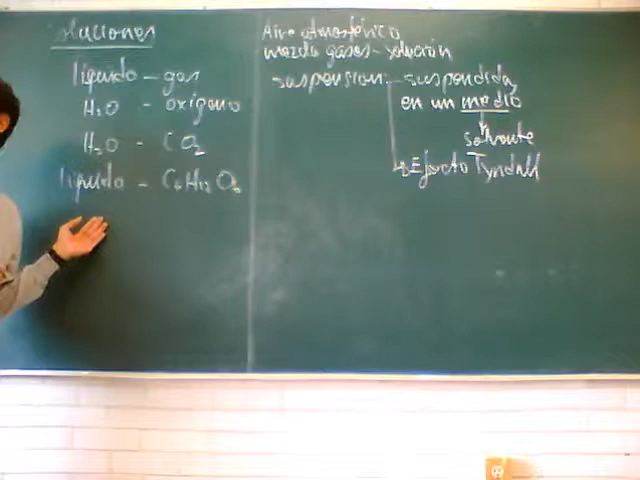 soluciones
líquido - gas
H₂O - oxígeno
H₂O - CO₂
líquido - C₆H₁₂O₆
Aire atmosférico
mezcla gases - solución
suspensión - suspendidas
en un medio
solvente
Efecto Tyndall